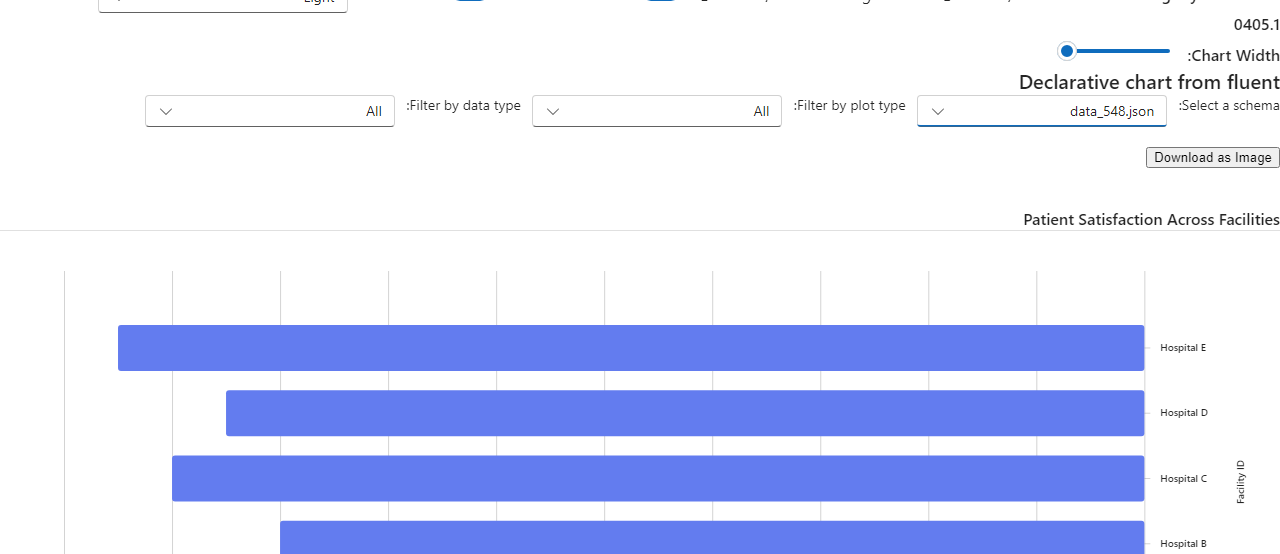 Light
0405.1
:Chart Width
Declarative chart from fluent
:Select a schema data_548.json :Filter by plot type All :Filter by data type All
Download as Image
Patient Satisfaction Across Facilities
Hospital E
Hospital D
Hospital C
Facility ID
Hospital B